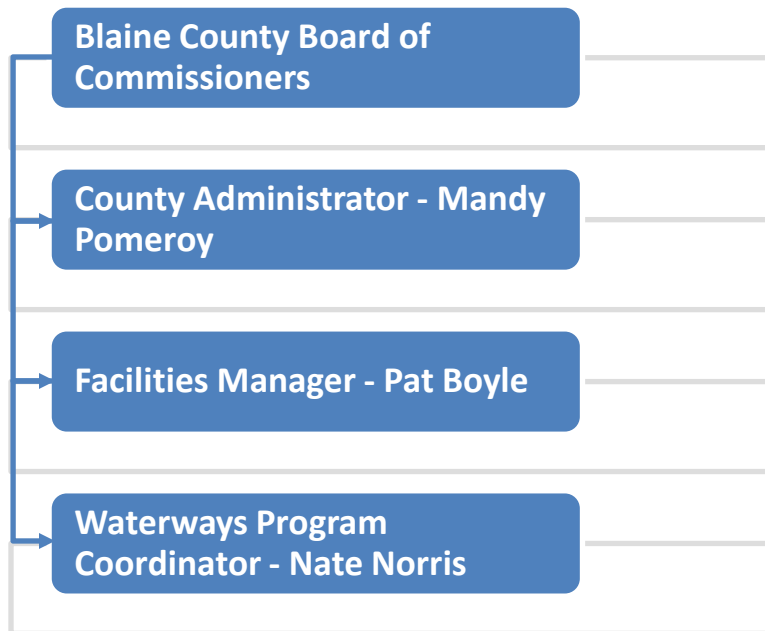 Blaine County Board of
Commissioners
County Administrator - Mandy
Pomeroy
Facilities Manager - Pat Boyle
Waterways Program
Coordinator - Nate Norris